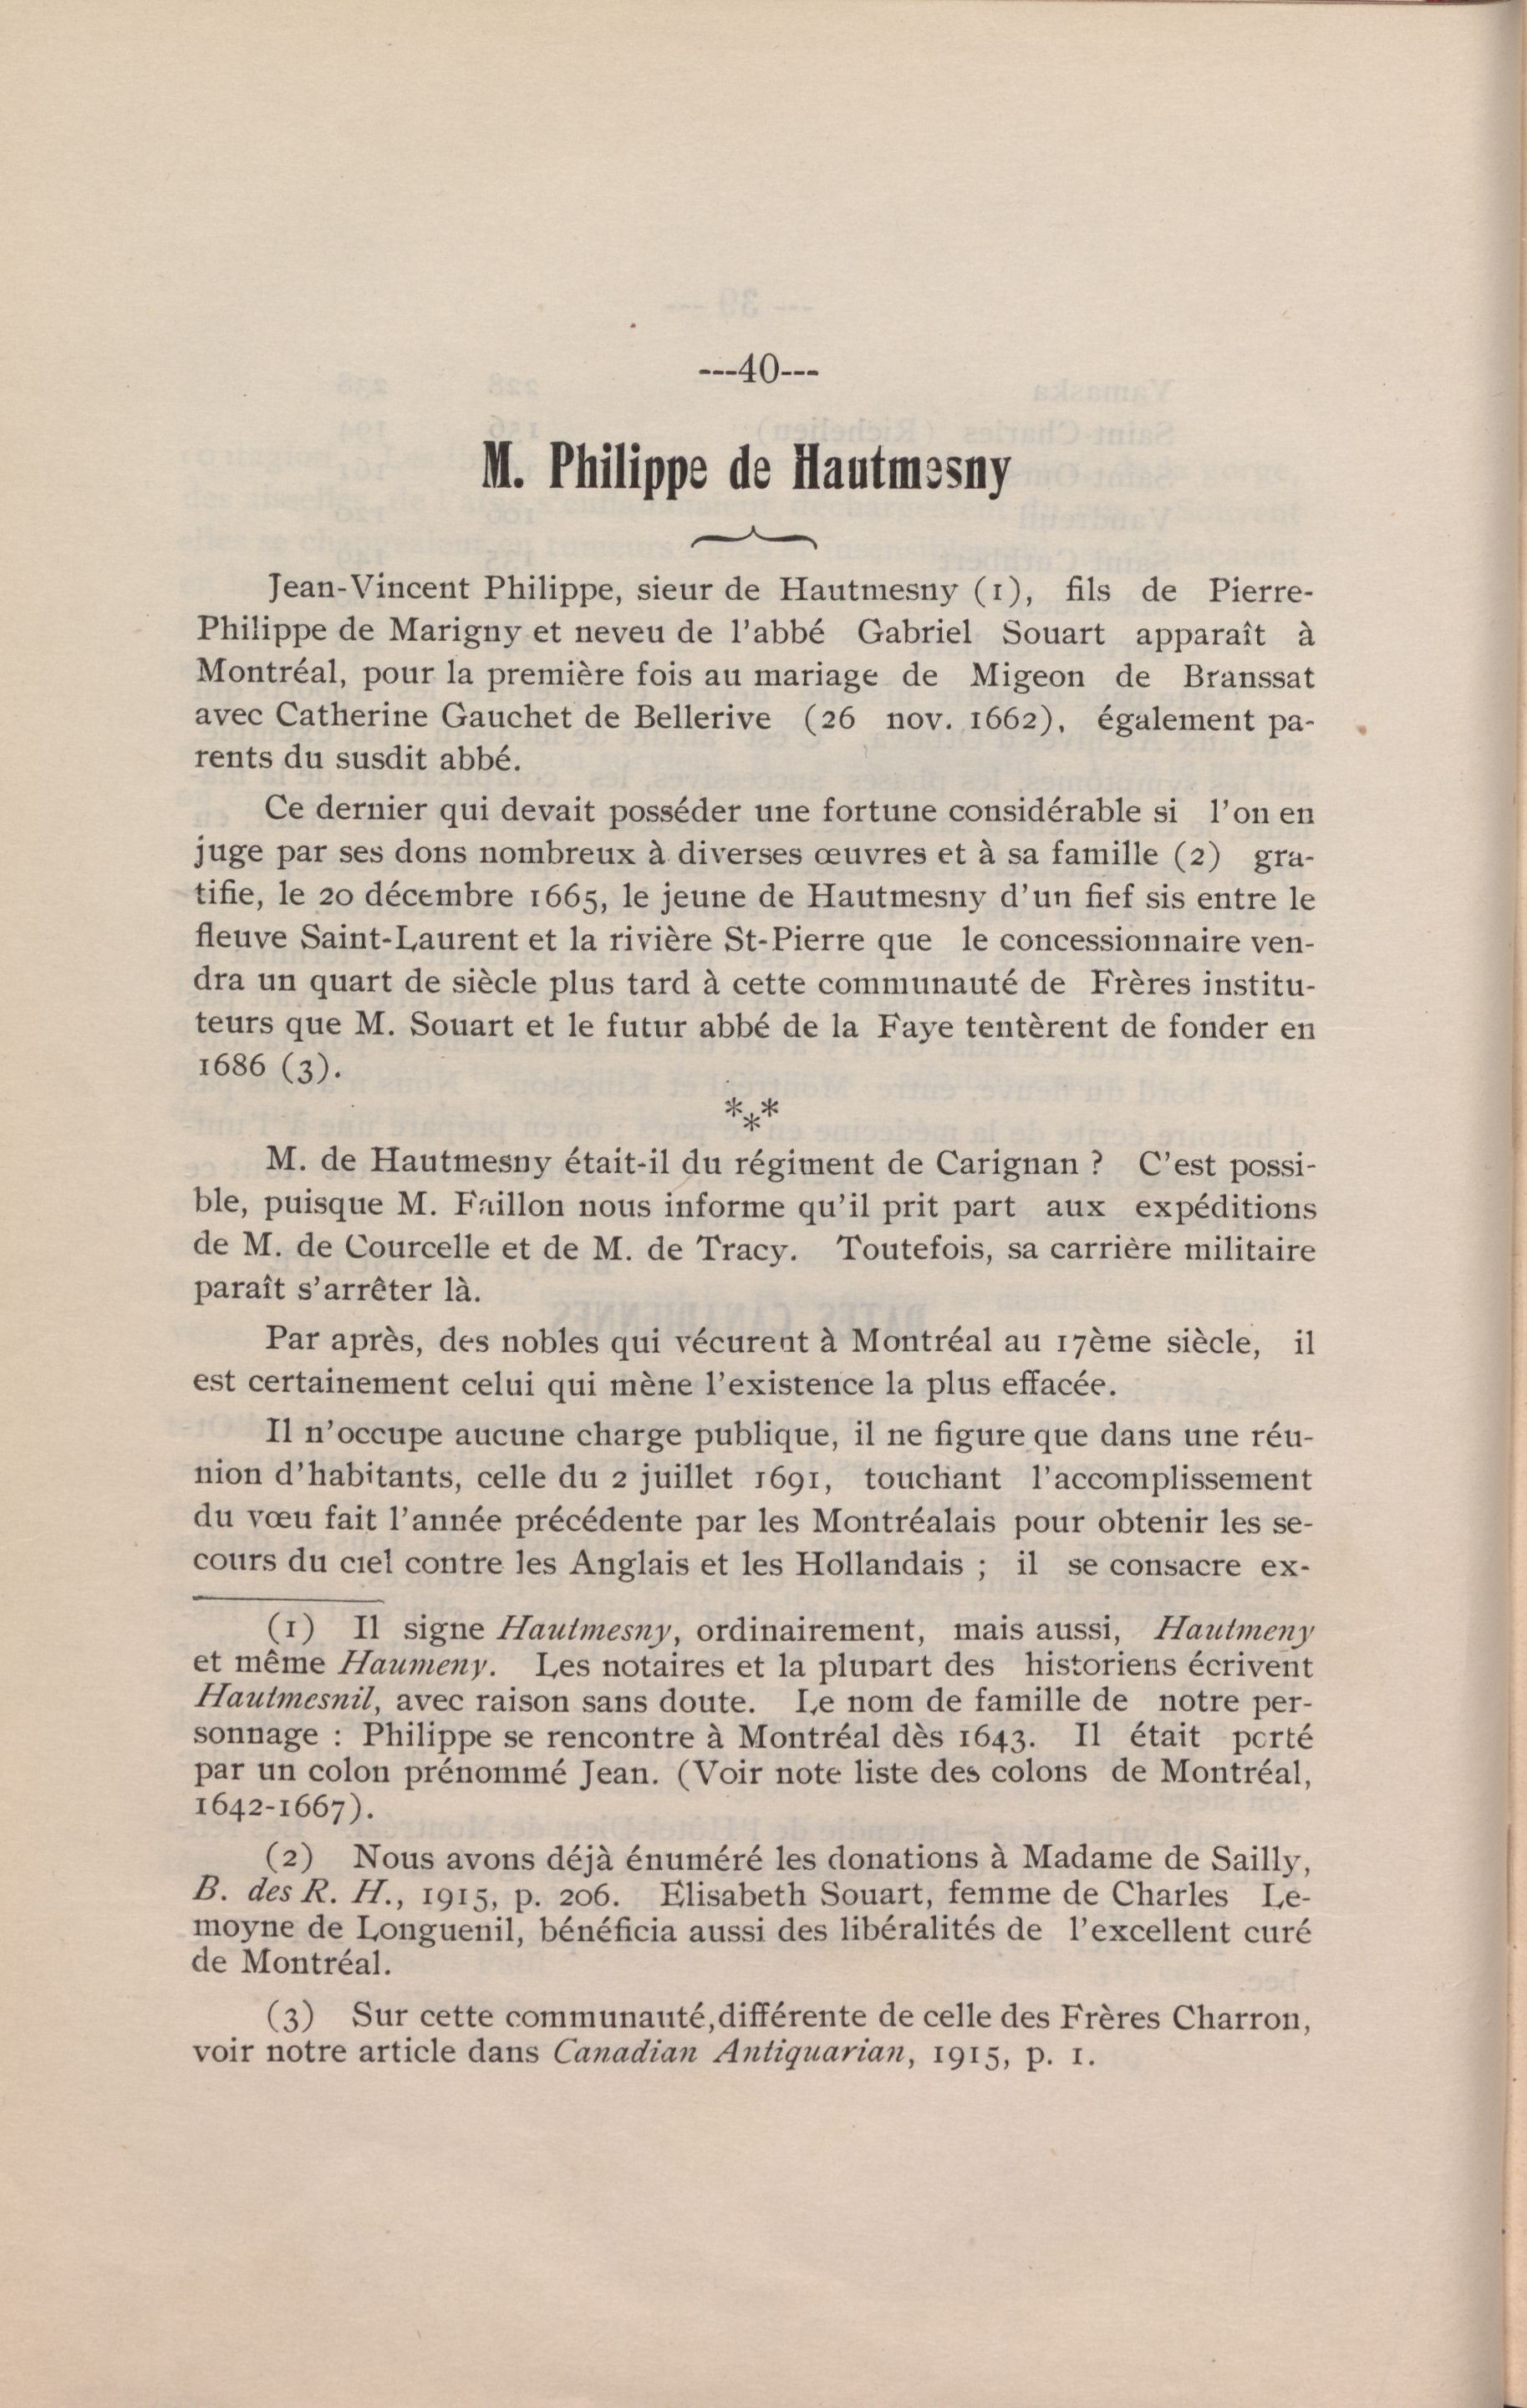 ---40---
M. Philippe de Hautmesny
Jean-Vincent Philippe, sieur de Hautmesny (1), fils de Pierre-
Philippe de Marigny et neveu de l'abbé Gabriel Souart apparaît à
Montréal, pour la première fois au mariage de Migeon de Branssat
avec Catherine Gauchet de Bellerive (26 nov. 1662), également pa-
rents du susdit abbé.
Ce dernier qui devait posséder une fortune considérable si l'on en
juge par ses dons nombreux à diverses œuvres et à sa famille (2) gra-
tifie, le 20 décembre 1665, le jeune de Hautmesny d'un fief sis entre le
fleuve Saint-Laurent et la rivière St-Pierre que le concessionnaire ven-
dra un quart de siècle plus tard à cette communauté de Frères institu-
teurs que M. Souart et le futur abbé de la Faye tentèrent de fonder en
1686 (3).
***
M. de Hautmesny était-il du régiment de Carignan ? C'est possi-
ble, puisque M. Faillon nous informe qu'il prit part aux expéditions
de M. de Courcelle et de M. de Tracy. Toutefois, sa carrière militaire
paraît s'arrêter là.
Par après, des nobles qui vécurent à Montréal au 17ème siècle, il
est certainement celui qui mène l'existence la plus effacée.
Il n'occupe aucune charge publique, il ne figure que dans une réu-
nion d'habitants, celle du 2 juillet 1691, touchant l'accomplissement
du vœu fait l'année précédente par les Montréalais pour obtenir les se-
cours du ciel contre les Anglais et les Hollandais ; il se consacre ex-
(1) Il signe Hautmesny, ordinairement, mais aussi, Hautmeny
et même Haumeny. Les notaires et la plupart des historiens écrivent
Hautmesnil, avec raison sans doute. Le nom de famille de notre per-
sonnage : Philippe se rencontre à Montréal dès 1643. Il était porté
par un colon prénommé Jean. (Voir note liste des colons de Montréal,
1642-1667).
(2) Nous avons déjà énuméré les donations à Madame de Sailly,
B. des R. H., 1915, p. 206. Elisabeth Souart, femme de Charles Le-
moyne de Longuenil, bénéficia aussi des libéralités de l'excellent curé
de Montréal.
(3) Sur cette communauté,différente de celle des Frères Charron,
voir notre article dans Canadian Antiquarian, 1915, p. 1.